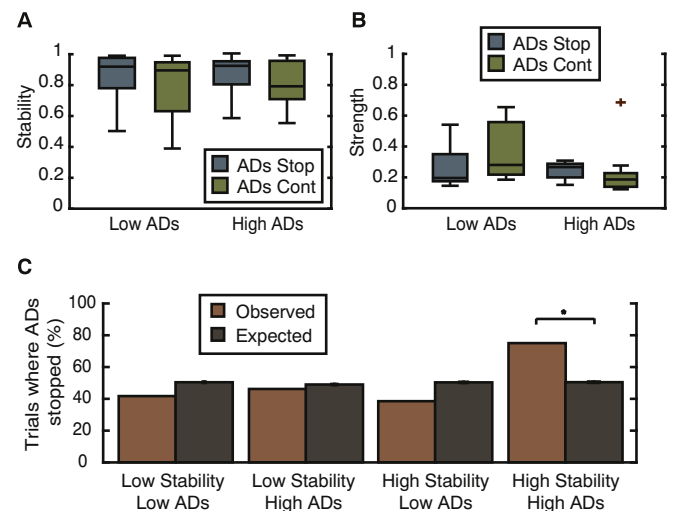 A
Stability
1
0.8
0.6
0.4
0.2
0
ADs Stop
ADs Cont
Low ADs
High ADs
B
Strength
1
0.8
0.6
0.4
0.2
0
ADs Stop
ADs Cont
Low ADs
High ADs
C
Trials where ADs
stopped (%)
100
80
60
40
20
0
Observed
Expected
*
Low Stability
Low ADs
Low Stability
High ADs
High Stability
Low ADs
High Stability
High ADs